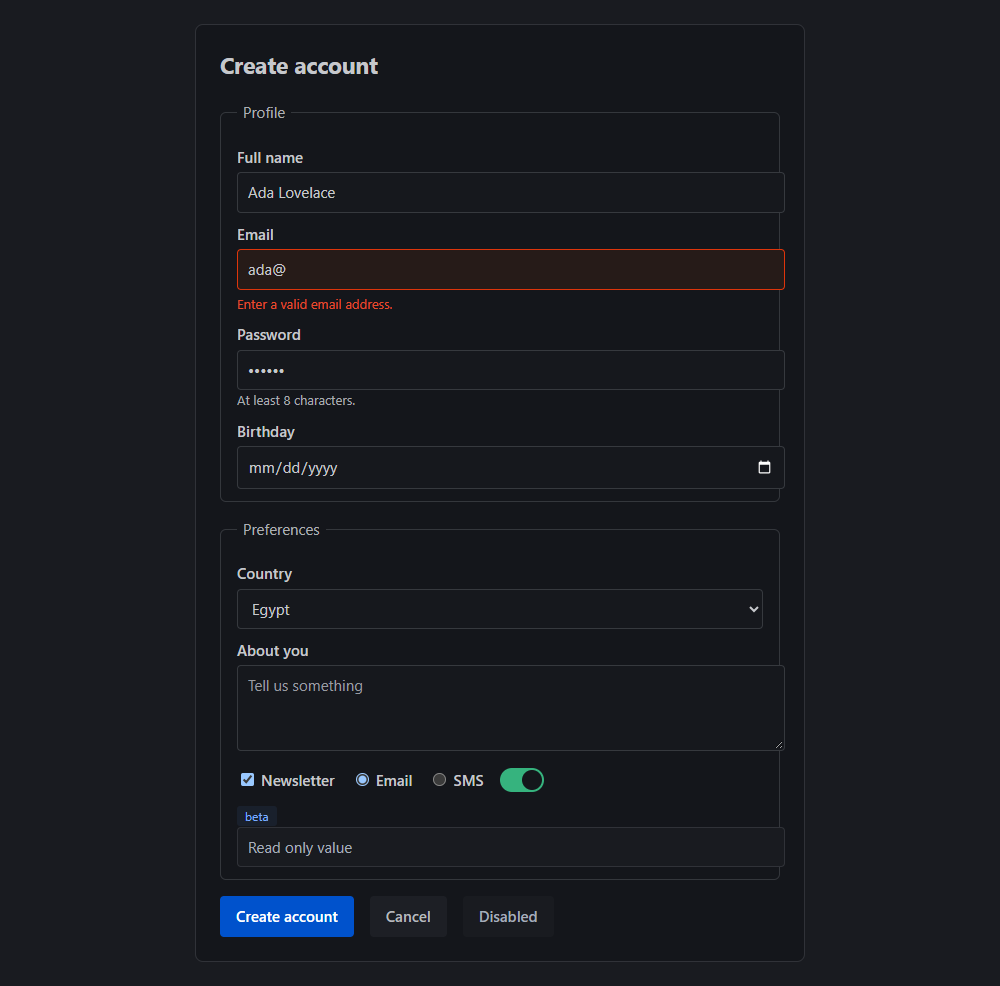 Create account
Profile
Full name
Ada Lovelace
Email
ada@
Enter a valid email address.
Password
••••••
At least 8 characters.
Birthday
mm/dd/yyyy
Preferences
Country
Egypt
About you
Tell us something
Newsletter Email SMS
beta
Read only value
Create account Cancel Disabled